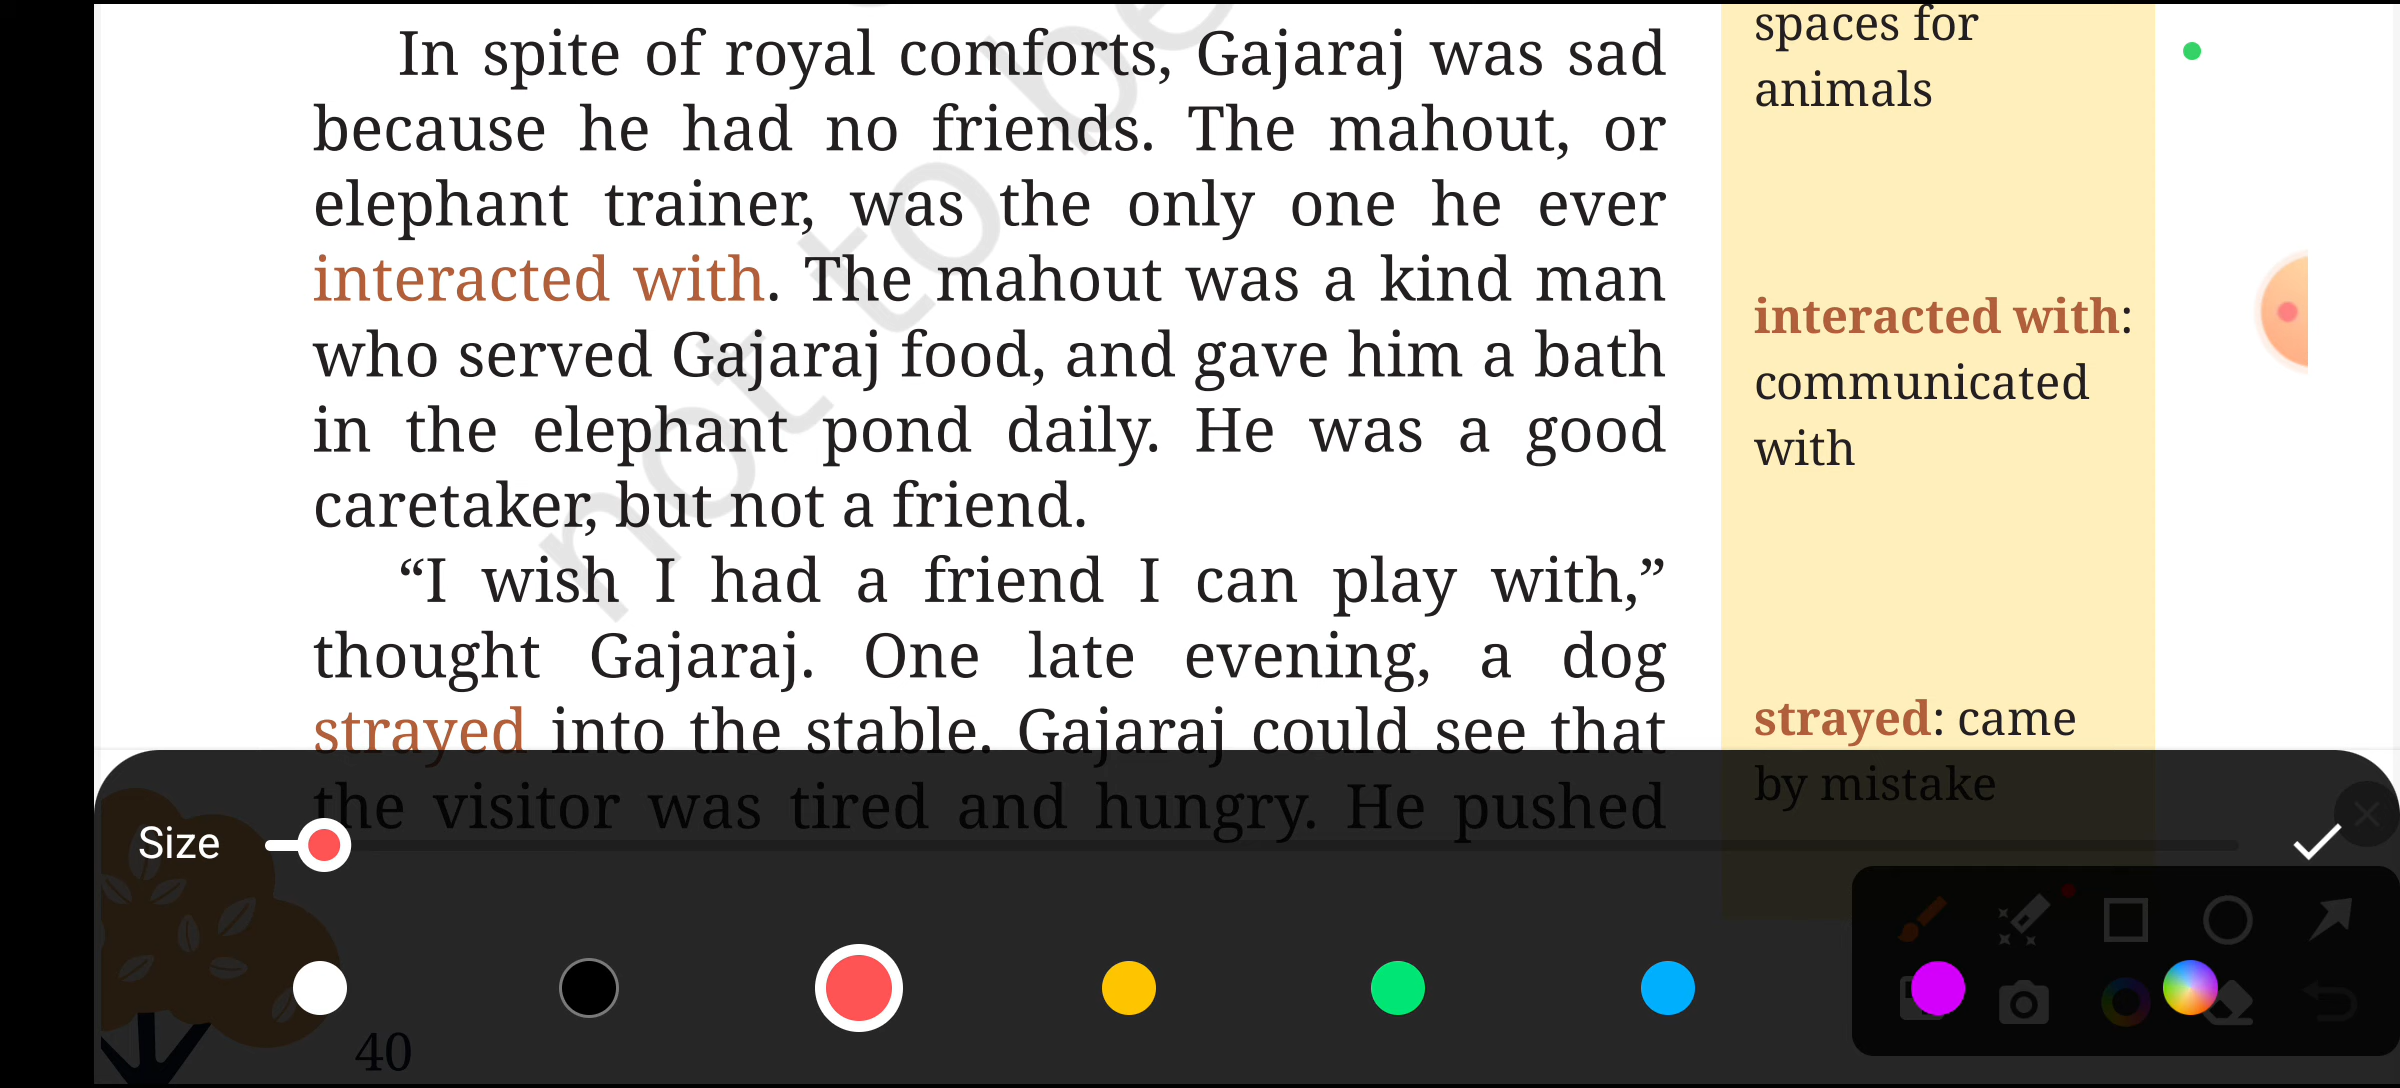 In spite of royal comforts, Gajaraj was sad
because he had no friends. The mahout, or
elephant trainer, was the only one he ever
interacted with. The mahout was a kind man
who served Gajaraj food, and gave him a bath
in the elephant pond daily. He was a good
caretaker, but not a friend.
“I wish I had a friend I can play with,”
thought Gajaraj. One late evening, a dog
strayed into the stable. Gajaraj could see that
the visitor was tired and hungry. He pushed
spaces for
animals
interacted with:
communicated
with
strayed: came
by mistake
not to be
Size
40